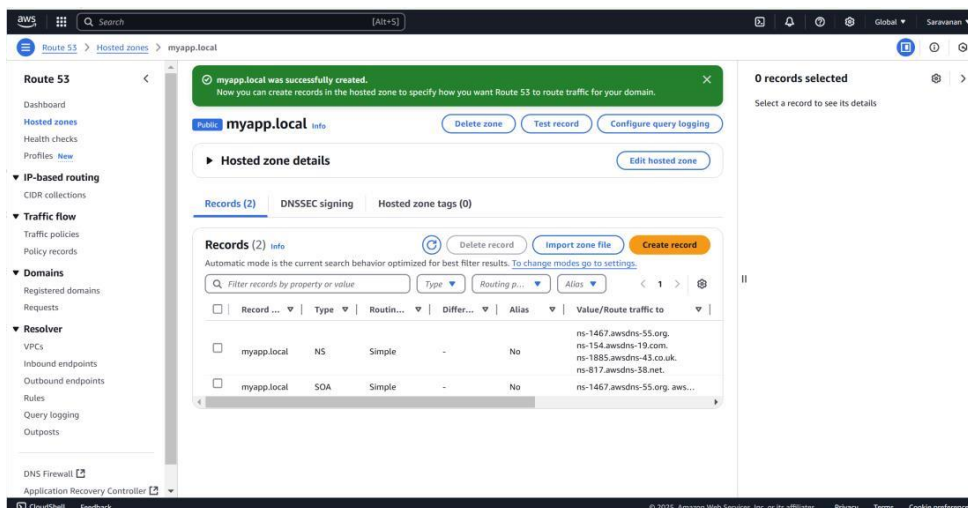 aws
Search [Alt+S] Global Saravanan
Route 53 > Hosted zones > myapp.local
Route 53
Dashboard
Hosted zones
Health checks
Profiles New
IP-based routing
CIDR collections
Traffic flow
Traffic policies
Policy records
Domains
Registered domains
Requests
Resolver
VPCs
Inbound endpoints
Outbound endpoints
Rules
Query logging
Outposts
DNS Firewall
Application Recovery Controller
myapp.local was successfully created.
Now you can create records in the hosted zone to specify how you want Route 53 to route traffic for your domain.
Public myapp.local Info Delete zone Test record Configure query logging
Hosted zone details Edit hosted zone
Records (2) DNSSEC signing Hosted zone tags (0)
Records (2) Info Delete record Import zone file Create record
Automatic mode is the current search behavior optimized for best filter results. To change modes go to settings.
Filter records by property or value Type Routing p... Alias 1
Record ... Type Routin... Differ... Alias Value/Route traffic to
myapp.local NS Simple - No
ns-1467.awsdns-55.org.
ns-154.awsdns-19.com.
ns-1885.awsdns-43.co.uk.
ns-817.awsdns-38.net.
myapp.local SOA Simple - No ns-1467.awsdns-55.org. aws...
0 records selected
Select a record to see its details
CloudShell Feedback © 2025, Amazon Web Services, Inc. or its affiliates. Privacy Terms Cookie preferences